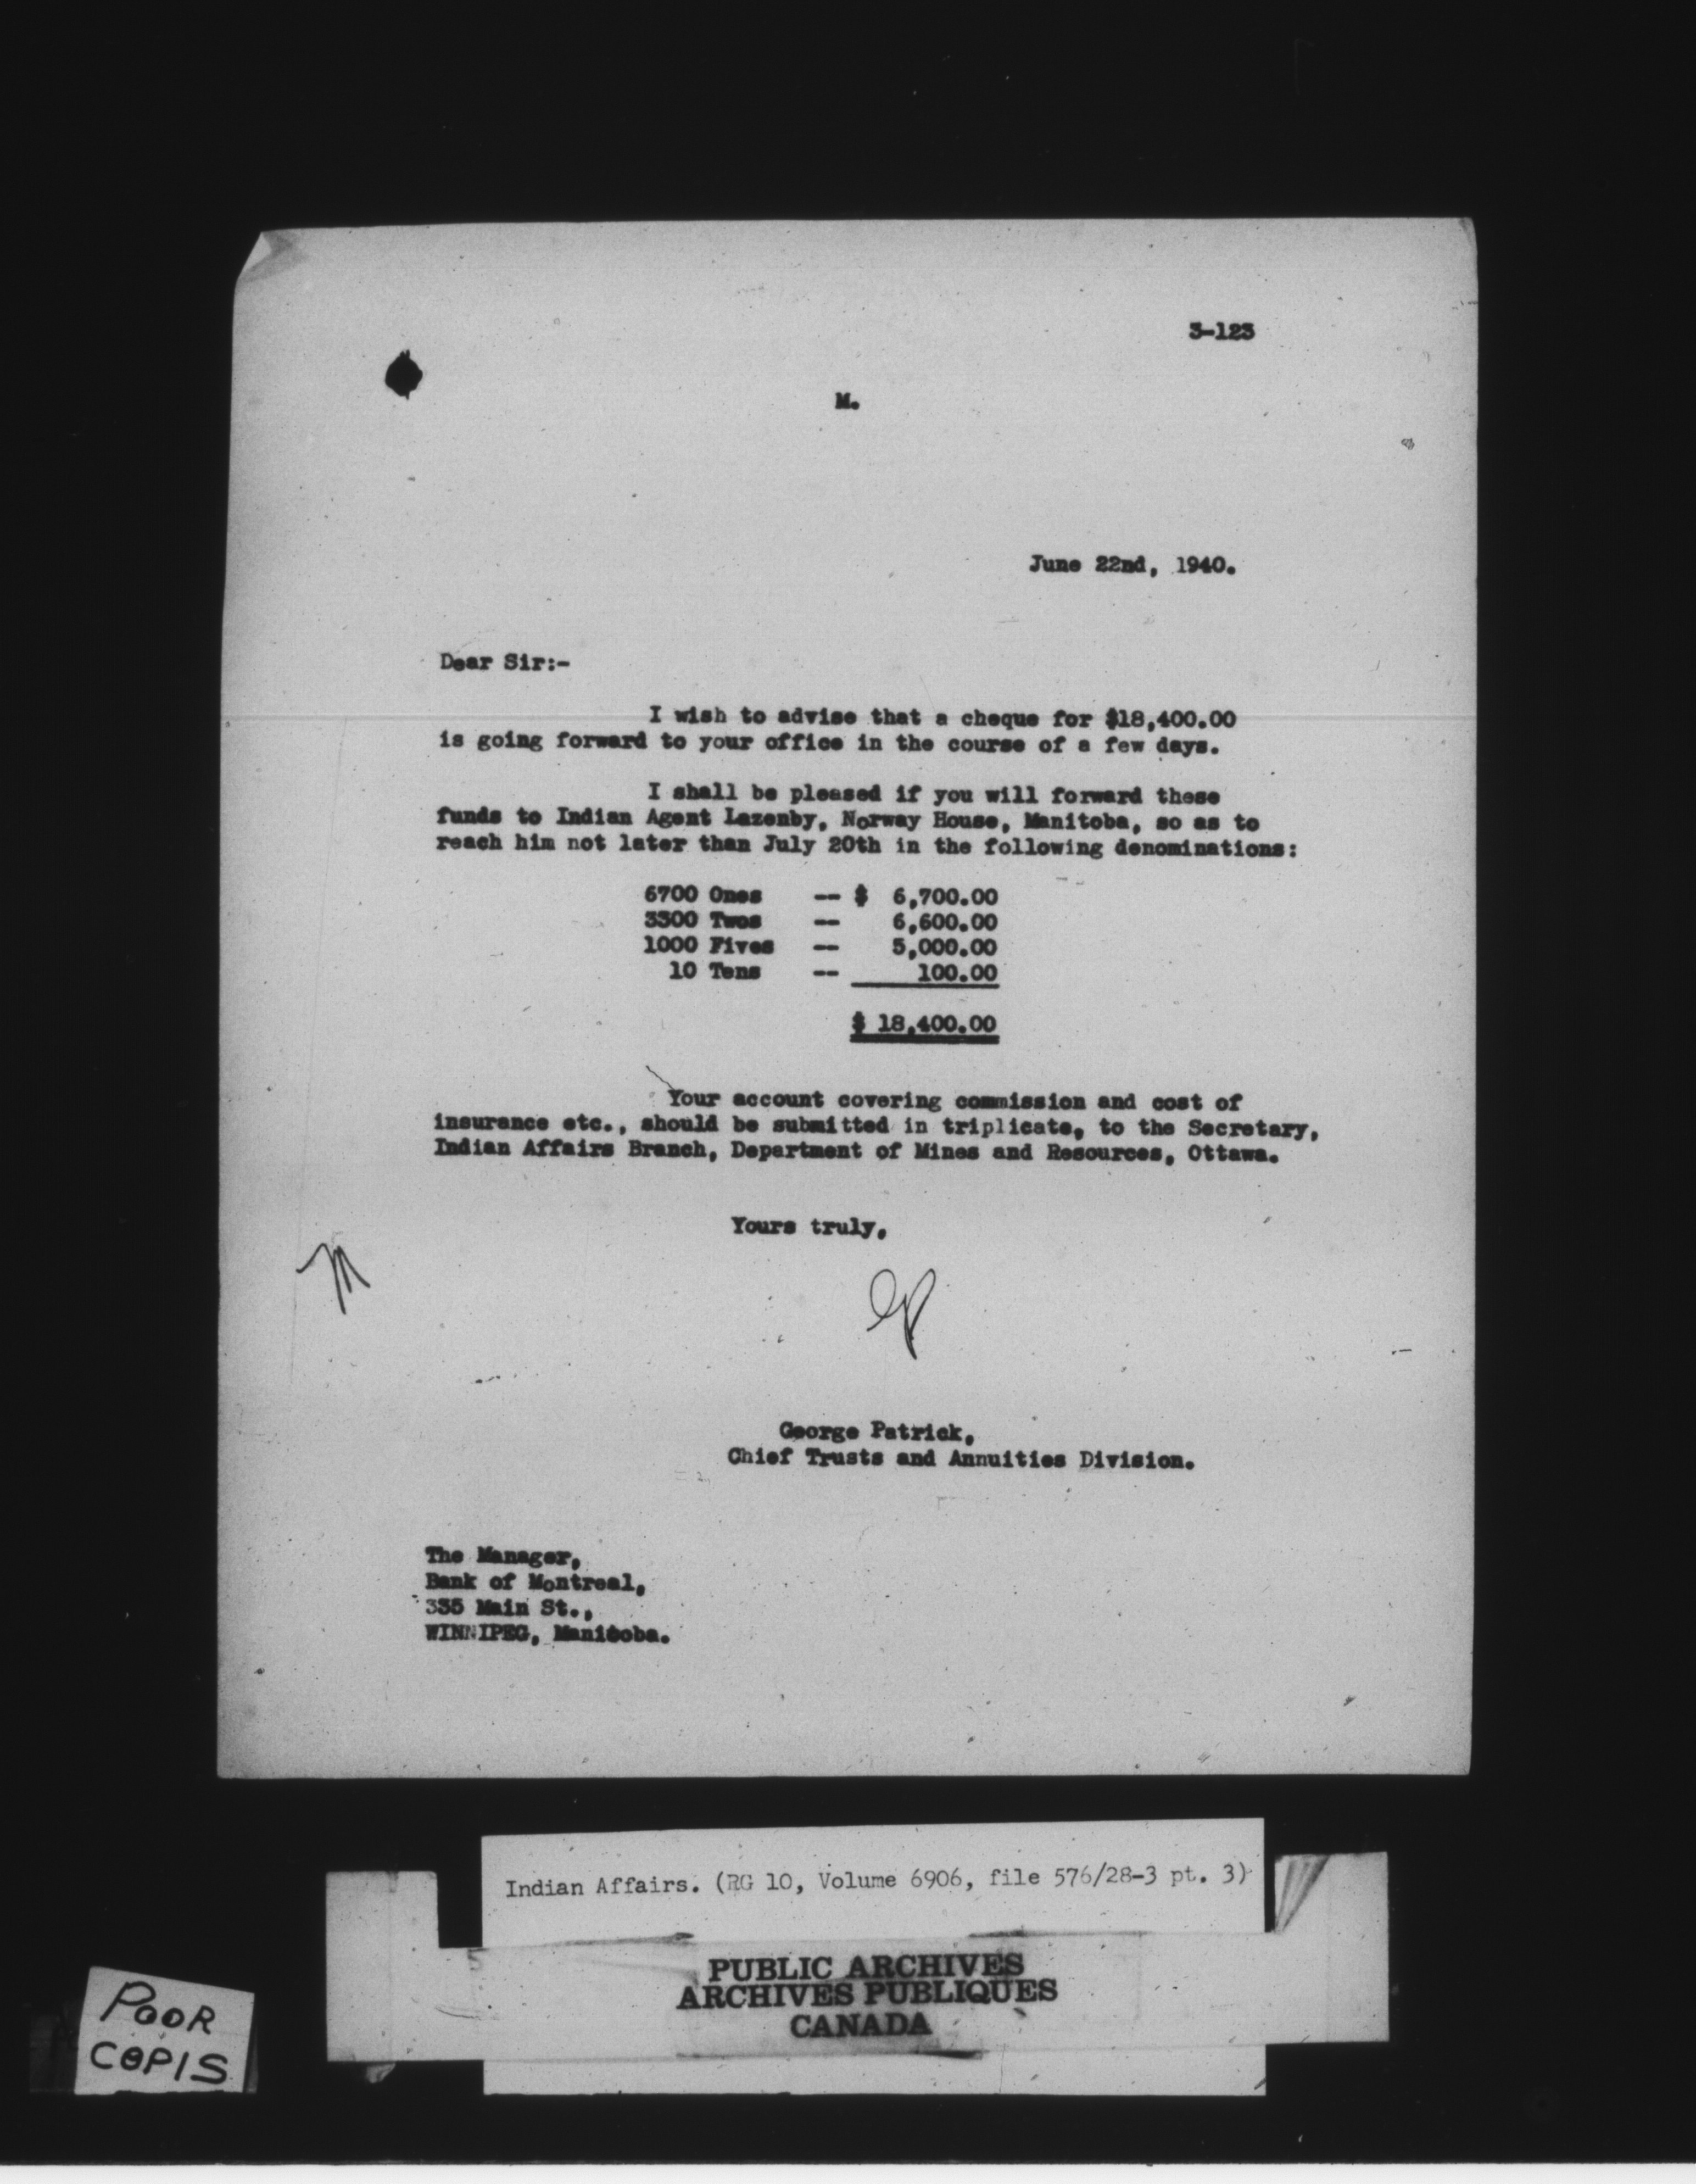 3-123
M.
June 22nd, 1940.
Dear Sir:-
I wish to advise that a cheque for $18,400.00
is going forward to your office in the course of a few days.
I shall be pleased if you will forward these
funds to Indian Agent Lazenby, Norway House, Manitoba, so as to
reach him not later than July 20th in the following denominations:
6700 Ones -- $ 6,700.00
3300 Twos -- 6,600.00
1000 Fives -- 5,000.00
10 Tens -- 100.00
$ 18,400.00
Your account covering commission and cost of
insurance etc., should be submitted in triplicate, to the Secretary,
Indian Affairs Branch, Department of Mines and Resources, Ottawa.
Yours truly,
M
GP
George Patrick,
Chief Trusts and Annuities Division.
The Manager,
Bank of Montreal,
335 Main St.,
WINNIPEG, Manitoba.
Indian Affairs. (RG 10, Volume 6906, file 576/28-3 pt. 3)
PUBLIC ARCHIVES
ARCHIVES PUBLIQUES
CANADA
POOR
COPIS